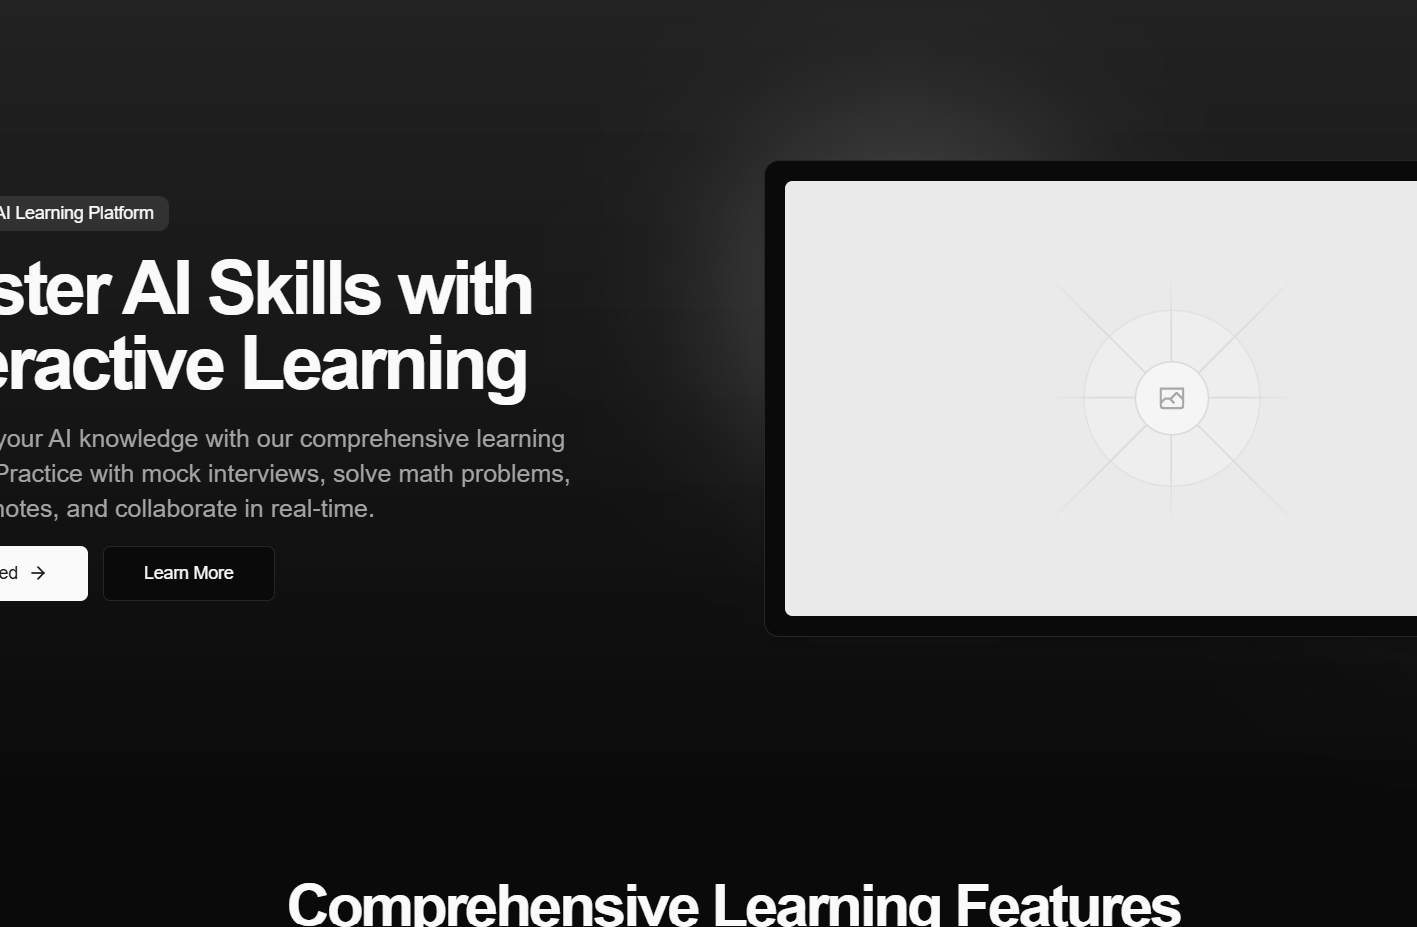 AI Learning Platform
ster AI Skills with
eractive Learning
your AI knowledge with our comprehensive learning
Practice with mock interviews, solve math problems,
notes, and collaborate in real-time.
ed → Learn More
Comprehensive Learning Features